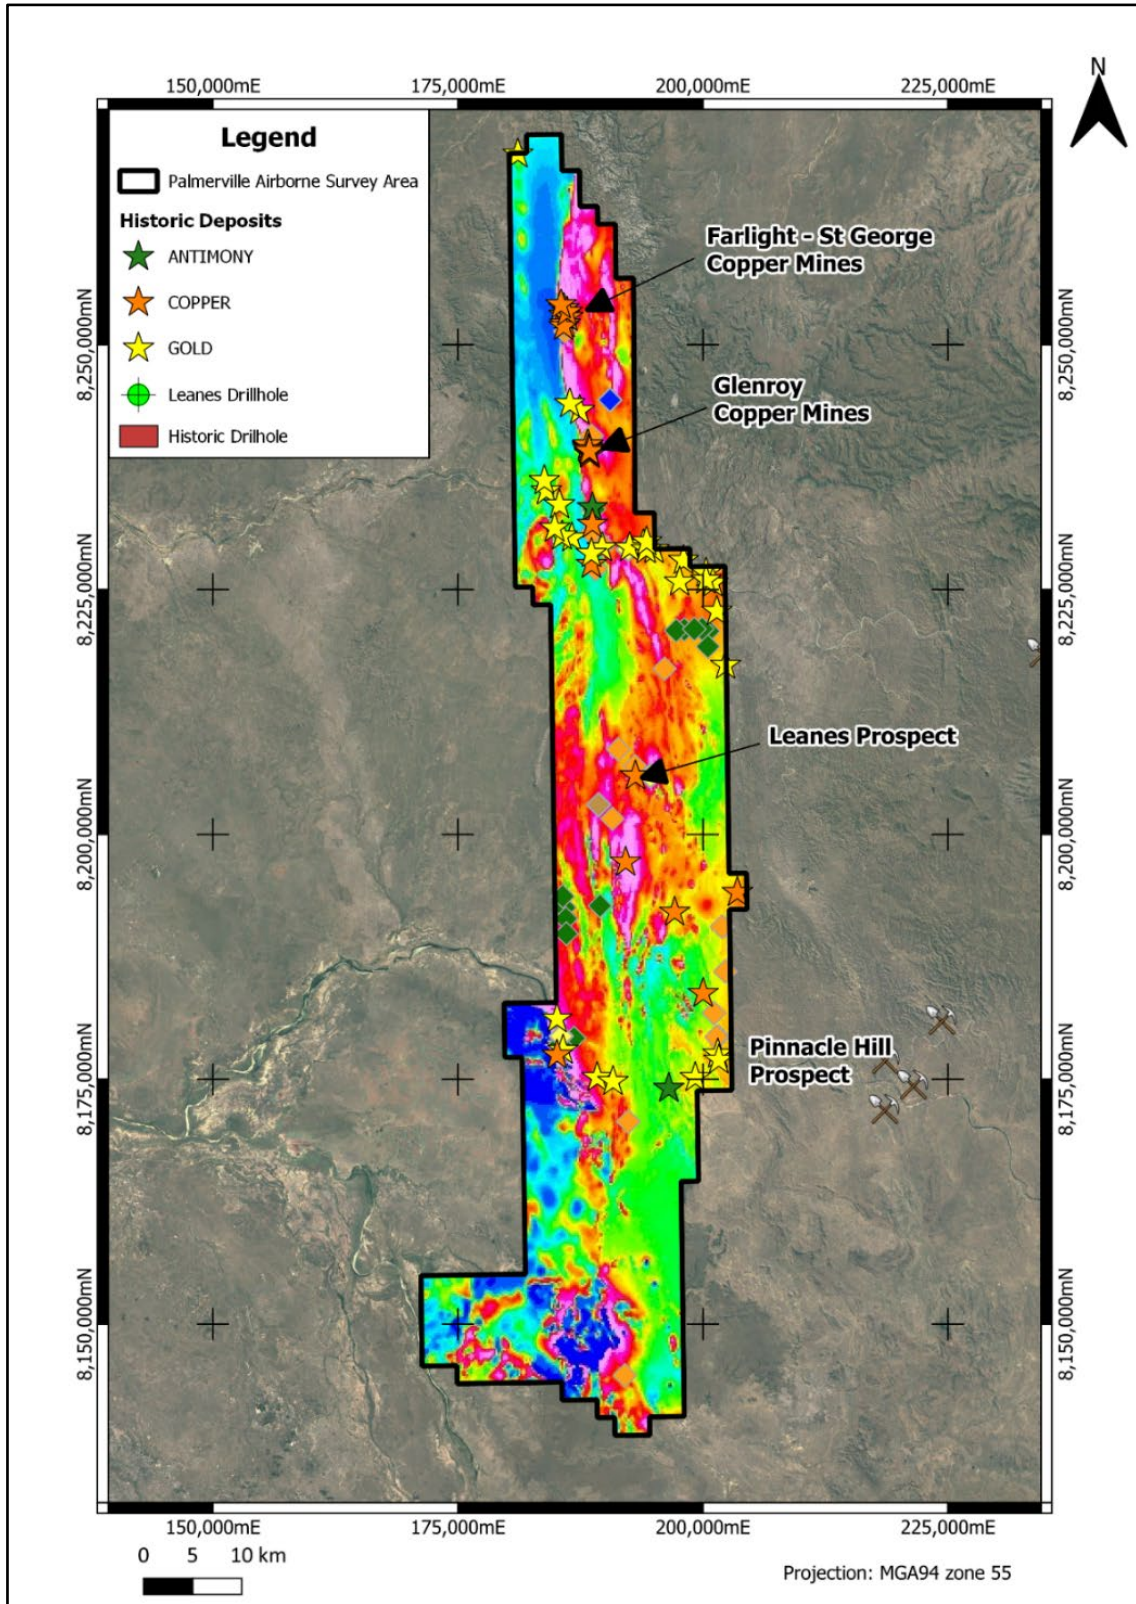 N
150,000mE
175,000mE
200,000mE
225,000mE
Legend
Palmerville Airborne Survey Area
Historic Deposits
ANTIMONY
COPPER
GOLD
Leanes Drillhole
Historic Drillhole
Farlight - St George
Copper Mines
Glenroy
Copper Mines
Leanes Prospect
Pinnacle Hill
Prospect
8,250,000mN
8,225,000mN
8,200,000mN
8,175,000mN
8,150,000mN
8,250,000mN
8,225,000mN
8,200,000mN
8,175,000mN
8,150,000mN
150,000mE
175,000mE
200,000mE
225,000mE
0 5 10 km
Projection: MGA94 zone 55